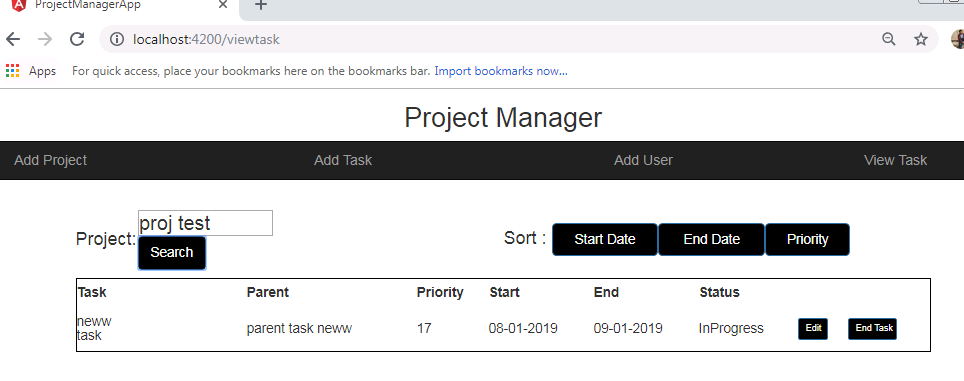 ProjectManagerApp
localhost:4200/viewtask
Apps For quick access, place your bookmarks here on the bookmarks bar. Import bookmarks now...
Project Manager
Add Project Add Task Add User View Task
proj test
Project: Sort : Start Date End Date Priority
Search
Task Parent Priority Start End Status
neww
task parent task neww 17 08-01-2019 09-01-2019 InProgress Edit End Task